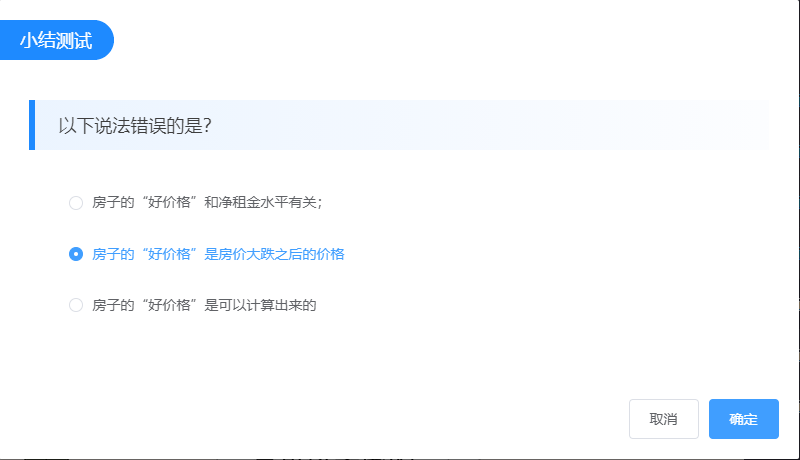 小结测试
以下说法错误的是？
房子的“好价格”和净租金水平有关；
房子的“好价格”是房价大跌之后的价格
房子的“好价格”是可以计算出来的
取消
确定